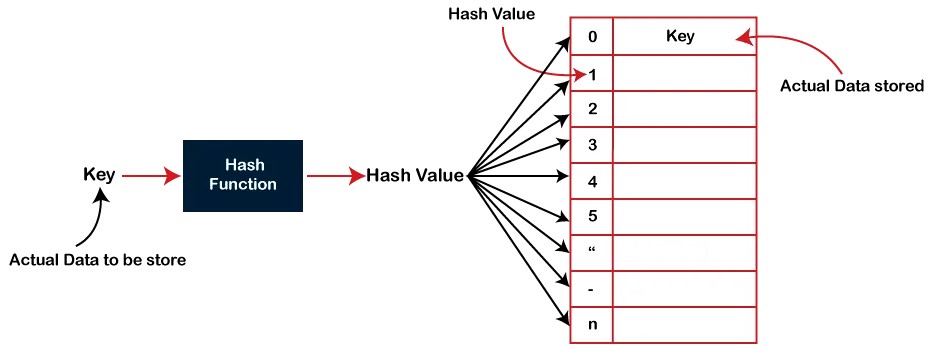 Hash Value
0 Key
1
Actual Data stored
2
3
Key
Hash
Function
Hash Value
4
5
Actual Data to be store
“
-
n